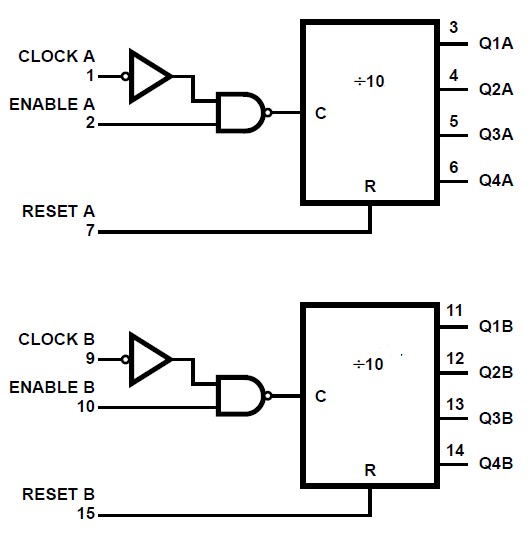 CLOCK A
1
ENABLE A
2
RESET A
7
÷10
C
R
3
Q1A
4
Q2A
5
Q3A
6
Q4A
CLOCK B
9
ENABLE B
10
RESET B
15
÷10
C
R
11
Q1B
12
Q2B
13
Q3B
14
Q4B